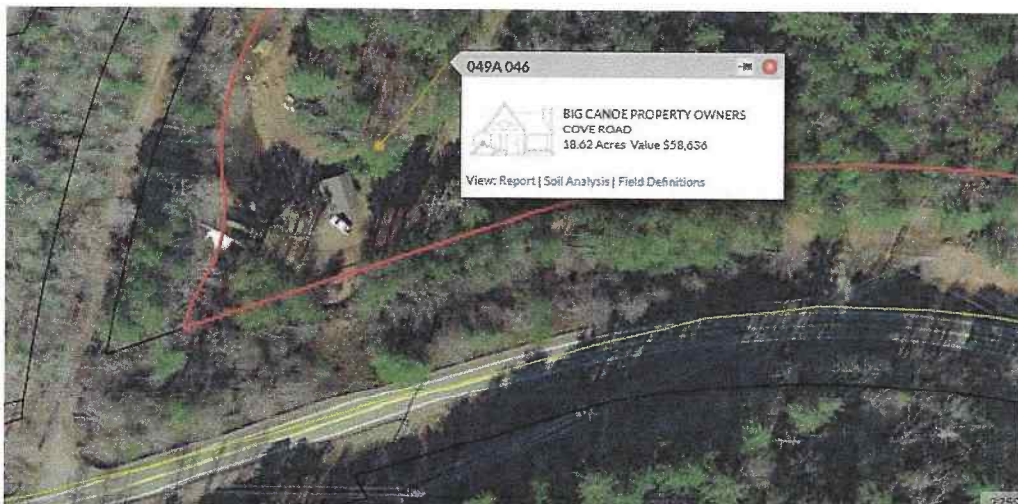 049A 046
BIG CANOE PROPERTY OWNERS
COVE ROAD
18.62 Acres Value $58,636
View: Report | Soil Analysis | Field Definitions